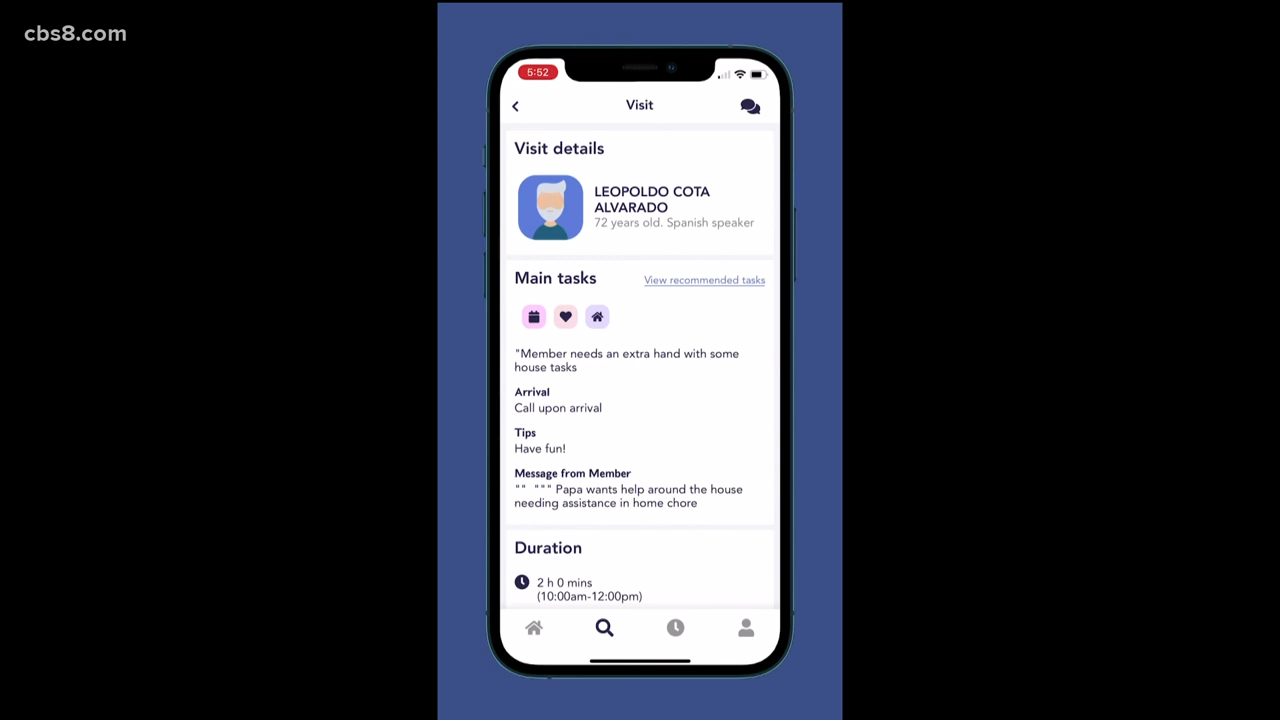 cbs8.com
5:52
Visit
Visit details
LEOPOLDO COTA
ALVARADO
72 years old. Spanish speaker
Main tasks
View recommended tasks
"Member needs an extra hand with some
house tasks
Arrival
Call upon arrival
Tips
Have fun!
Message from Member
"" """ Papa wants help around the house
needing assistance in home chore
Duration
2 h 0 mins
(10:00am-12:00pm)